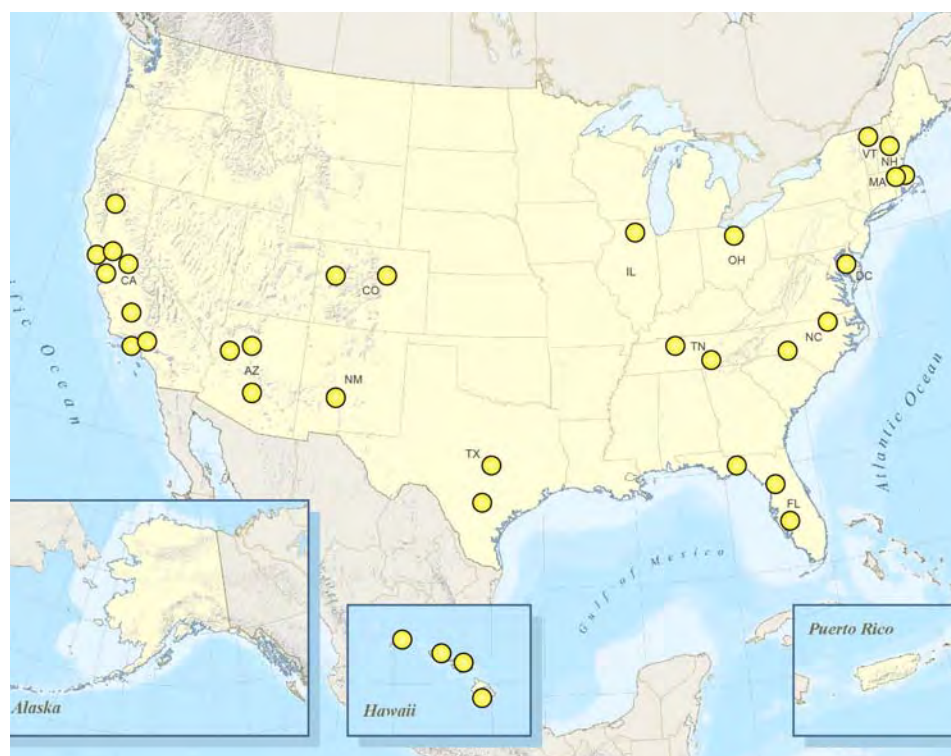 VT
NH
MA
CA
CO
IL
OH
DC
NC
TN
AZ
NM
TX
FL
ific Ocean
Atlantic Ocean
Gulf of Mexico
Alaska
Hawaii
Puerto Rico